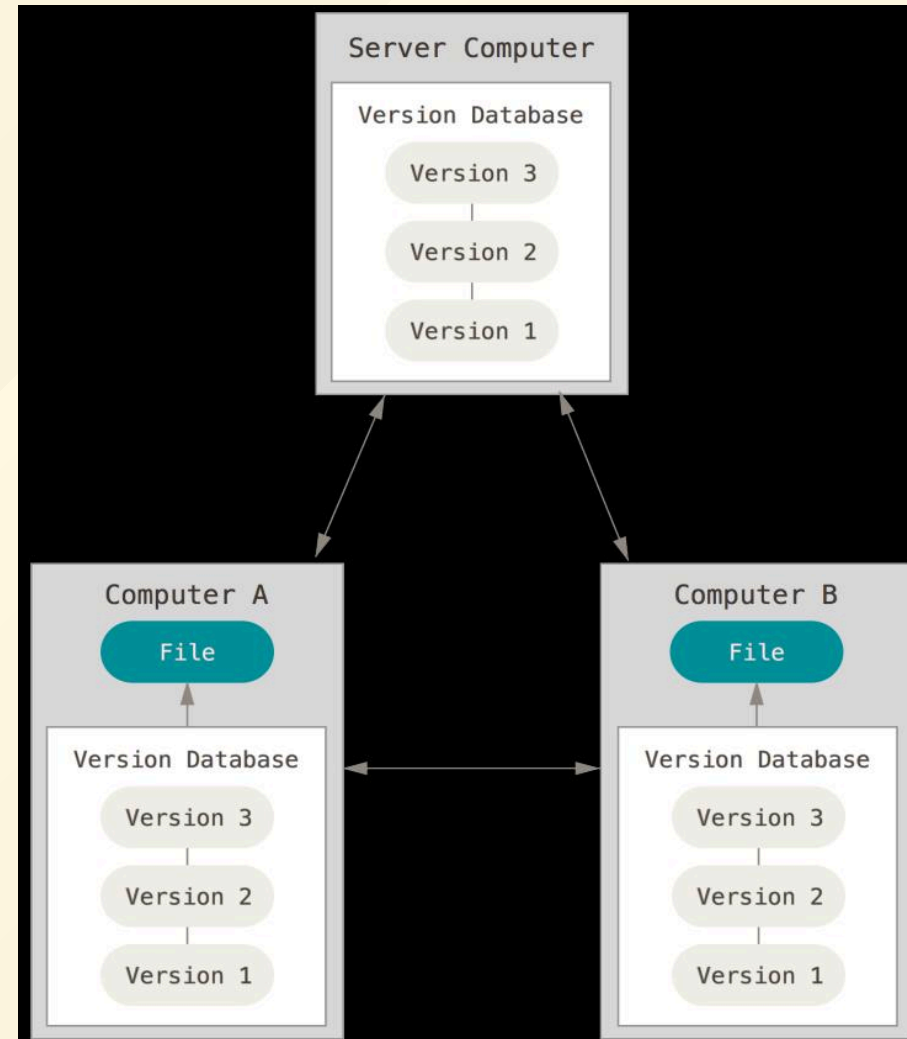 Server Computer
Version Database
Version 3
Version 2
Version 1
Computer A
File
Version Database
Version 3
Version 2
Version 1
Computer B
File
Version Database
Version 3
Version 2
Version 1